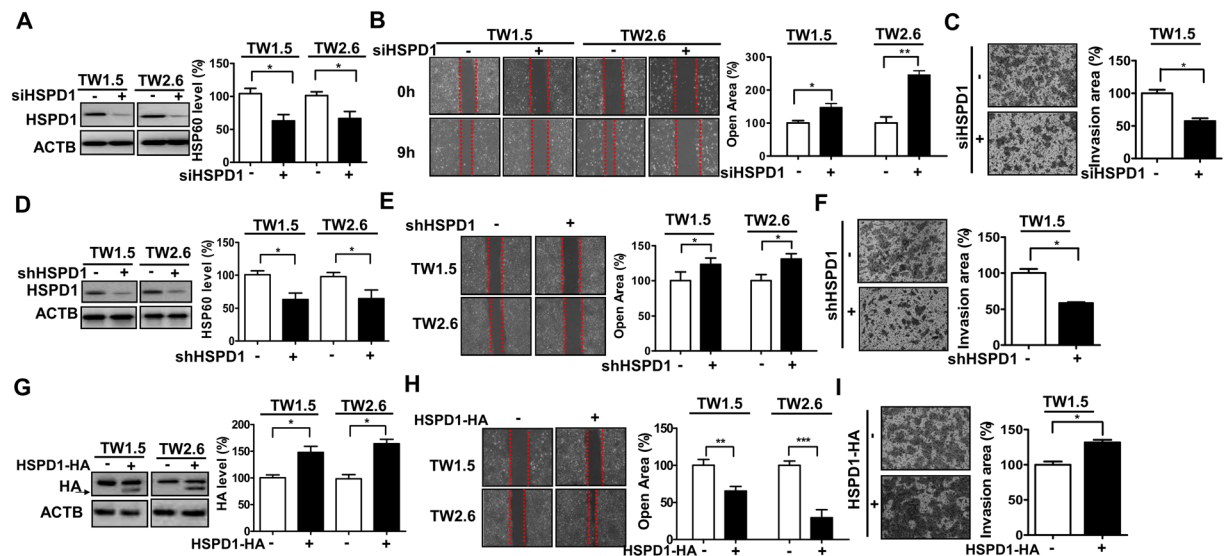 A
TW1.5 TW2.6
siHSPD1 - + - +
HSPD1
ACTB
HSP60 level (%)
150
100
50
0
TW1.5 TW2.6
* *
- + - +
siHSPD1
B
TW1.5 TW2.6
siHSPD1 - + - +
0h
9h
Open Area (%)
300
250
200
150
100
50
0
TW1.5 TW2.6
* **
- + - +
siHSPD1
C
siHSPD1
-
+
Invasion area (%)
150
100
50
0
TW1.5
*
- +
siHSPD1
D
TW1.5 TW2.6
shHSPD1 - + - +
HSPD1
ACTB
HSP60 level (%)
150
100
50
0
TW1.5 TW2.6
* *
- + - +
shHSPD1
E
shHSPD1 - +
TW1.5
TW2.6
Open Area (%)
200
150
100
50
0
TW1.5 TW2.6
* *
- + - +
shHSPD1
F
shHSPD1
-
+
Invasion area (%)
150
100
50
0
TW1.5
*
- +
shHSPD1
G
TW1.5 TW2.6
HSPD1-HA - + - +
HA
ACTB
HA level (%)
200
150
100
50
0
TW1.5 TW2.6
* *
- + - +
HSPD1-HA
H
HSPD1-HA - +
TW1.5
TW2.6
Open Area (%)
150
100
50
0
TW1.5 TW2.6
** ***
- + - +
HSPD1-HA
I
HSPD1-HA
-
+
Invasion area (%)
150
100
50
0
TW1.5
*
- +
HSPD1-HA